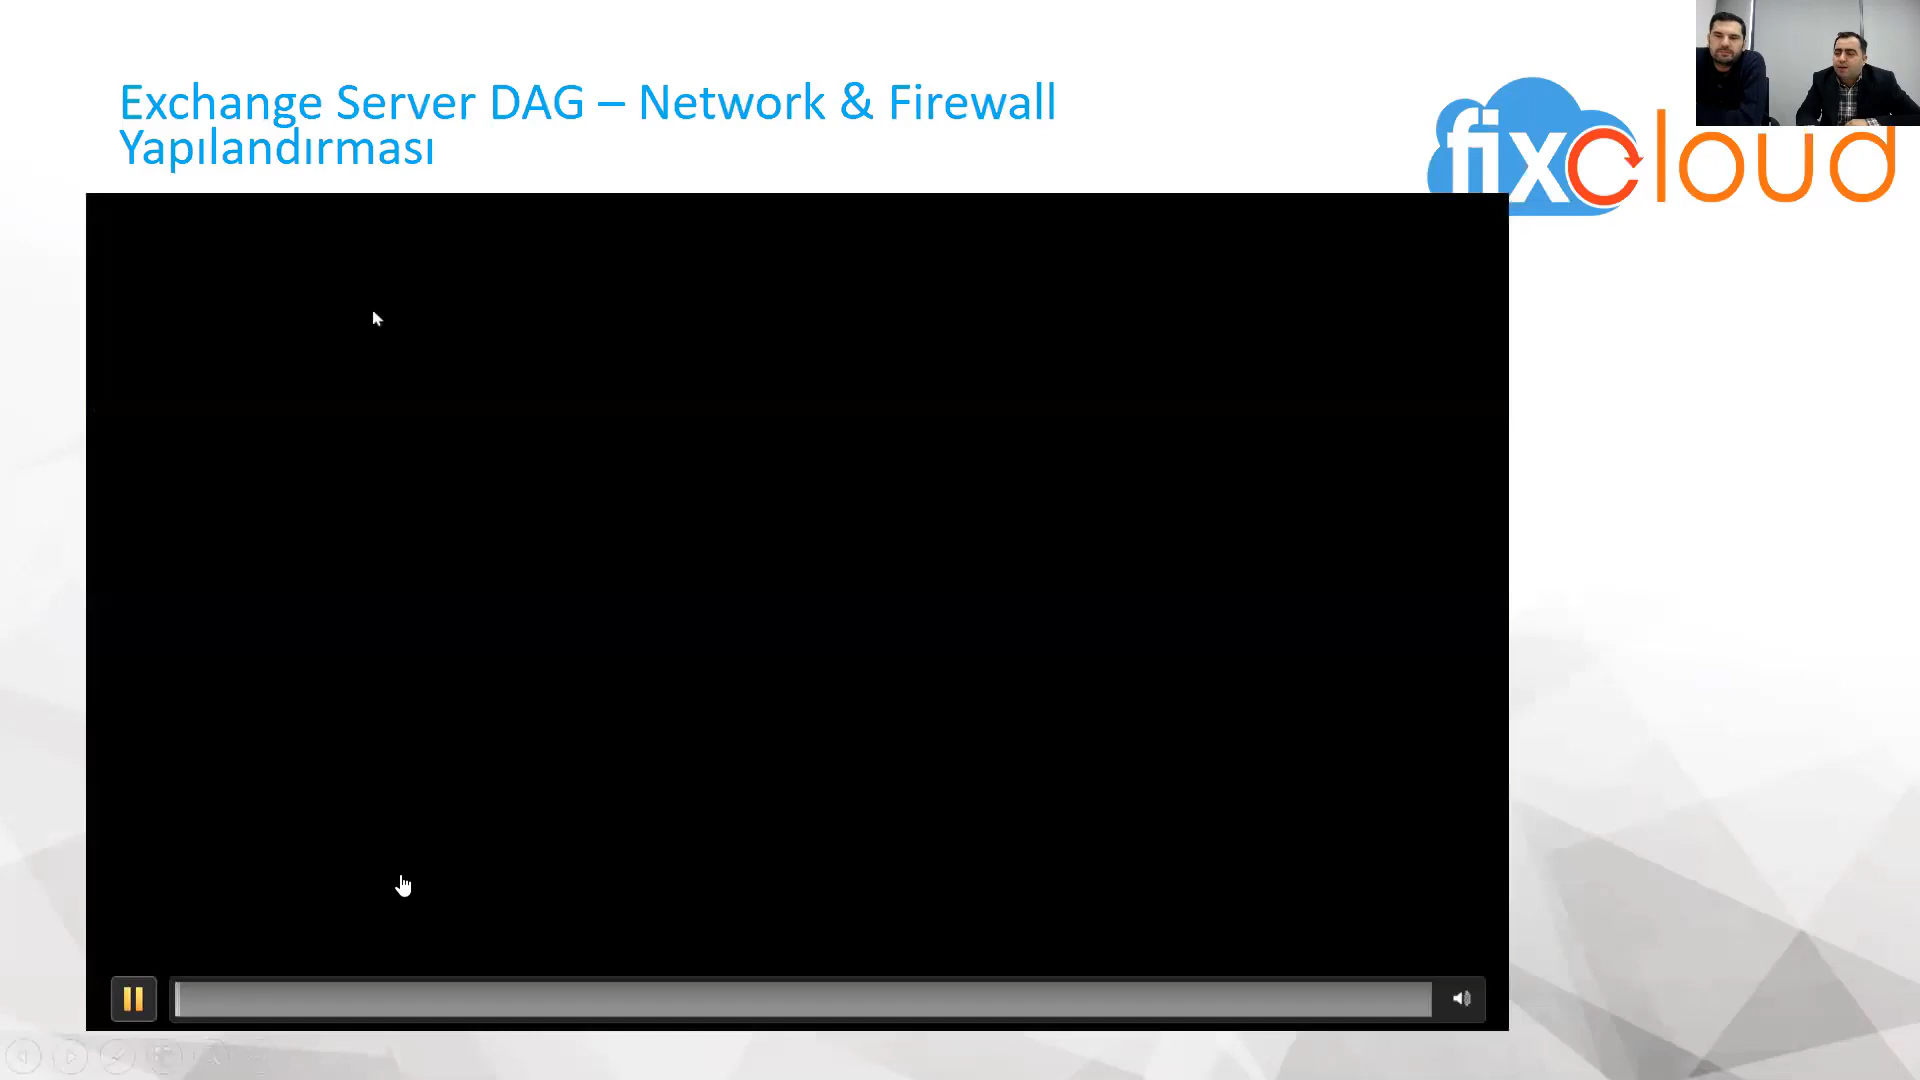 Exchange Server DAG – Network & Firewall
Yapılandırması
fixcloud